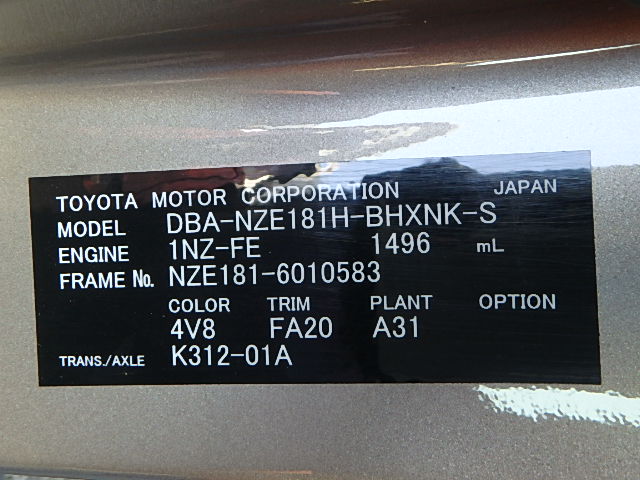 TOYOTA MOTOR CORPORATION JAPAN
MODEL DBA-NZE181H-BHXNK-S
ENGINE 1NZ-FE 1496 mL
FRAME No. NZE181-6010583
COLOR TRIM PLANT OPTION
4V8 FA20 A31
TRANS./AXLE K312-01A